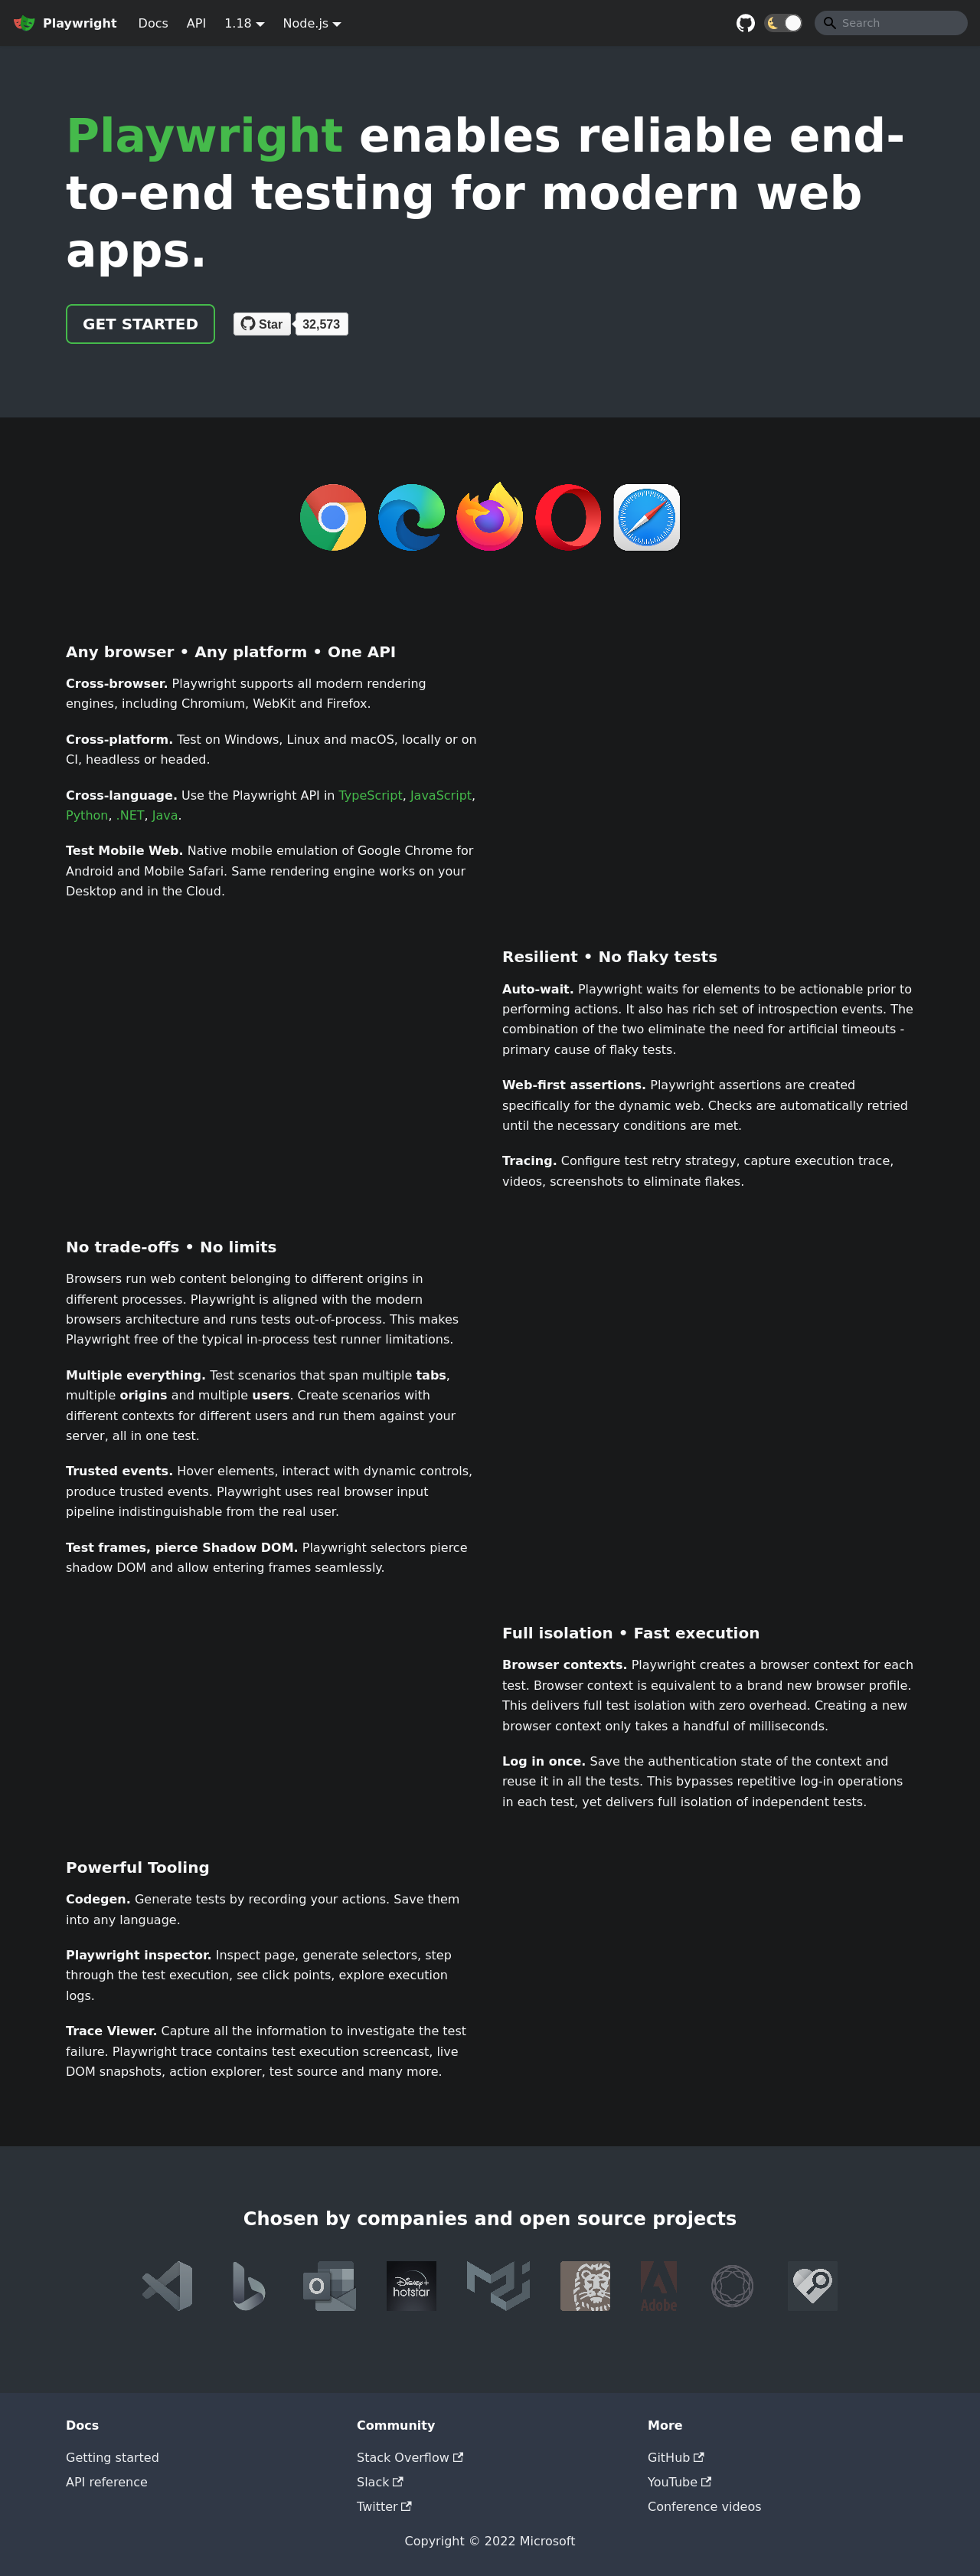 Playwright Docs API 1.18 Node.js Search
Playwright enables reliable end-
to-end testing for modern web
apps.
GET STARTED Star 32,573
Any browser • Any platform • One API
Cross-browser. Playwright supports all modern rendering
engines, including Chromium, WebKit and Firefox.
Cross-platform. Test on Windows, Linux and macOS, locally or on
CI, headless or headed.
Cross-language. Use the Playwright API in TypeScript, JavaScript,
Python, .NET, Java.
Test Mobile Web. Native mobile emulation of Google Chrome for
Android and Mobile Safari. Same rendering engine works on your
Desktop and in the Cloud.
Resilient • No flaky tests
Auto-wait. Playwright waits for elements to be actionable prior to
performing actions. It also has rich set of introspection events. The
combination of the two eliminate the need for artificial timeouts -
primary cause of flaky tests.
Web-first assertions. Playwright assertions are created
specifically for the dynamic web. Checks are automatically retried
until the necessary conditions are met.
Tracing. Configure test retry strategy, capture execution trace,
videos, screenshots to eliminate flakes.
No trade-offs • No limits
Browsers run web content belonging to different origins in
different processes. Playwright is aligned with the modern
browsers architecture and runs tests out-of-process. This makes
Playwright free of the typical in-process test runner limitations.
Multiple everything. Test scenarios that span multiple tabs,
multiple origins and multiple users. Create scenarios with
different contexts for different users and run them against your
server, all in one test.
Trusted events. Hover elements, interact with dynamic controls,
produce trusted events. Playwright uses real browser input
pipeline indistinguishable from the real user.
Test frames, pierce Shadow DOM. Playwright selectors pierce
shadow DOM and allow entering frames seamlessly.
Full isolation • Fast execution
Browser contexts. Playwright creates a browser context for each
test. Browser context is equivalent to a brand new browser profile.
This delivers full test isolation with zero overhead. Creating a new
browser context only takes a handful of milliseconds.
Log in once. Save the authentication state of the context and
reuse it in all the tests. This bypasses repetitive log-in operations
in each test, yet delivers full isolation of independent tests.
Powerful Tooling
Codegen. Generate tests by recording your actions. Save them
into any language.
Playwright inspector. Inspect page, generate selectors, step
through the test execution, see click points, explore execution
logs.
Trace Viewer. Capture all the information to investigate the test
failure. Playwright trace contains test execution screencast, live
DOM snapshots, action explorer, test source and many more.
Chosen by companies and open source projects
O
Disney+
hotstar
Adobe
Docs
Getting started
API reference
Community
Stack Overflow
Slack
Twitter
More
GitHub
YouTube
Conference videos
Copyright © 2022 Microsoft